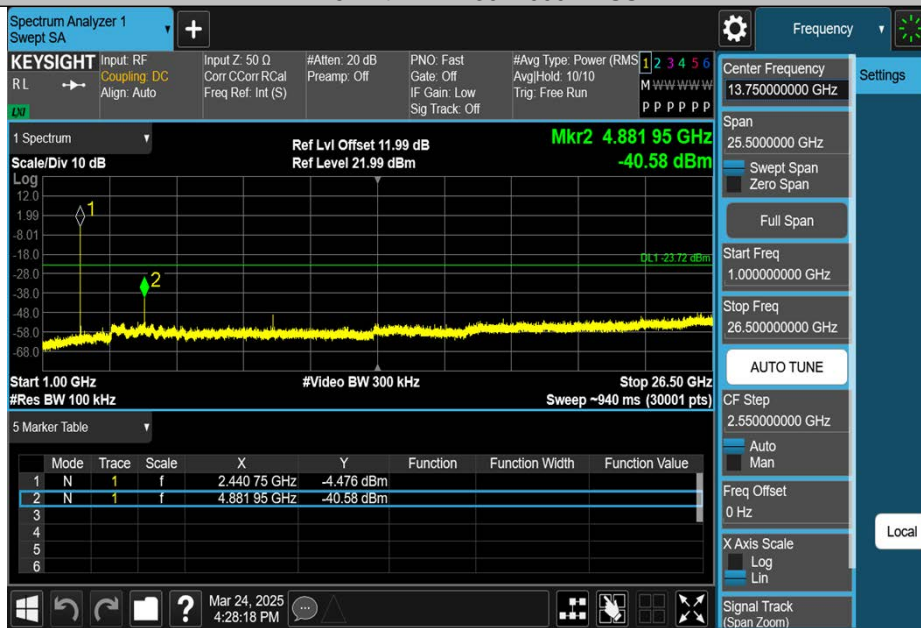 Spectrum Analyzer 1
Swept SA
Frequency
KEYSIGHT
RL
LXI
Input: RF
Coupling: DC
Align: Auto
Input Z: 50 Ω
Corr CCorr RCal
Freq Ref: Int (S)
#Atten: 20 dB
Preamp: Off
PNO: Fast
Gate: Off
IF Gain: Low
Sig Track: Off
#Avg Type: Power (RMS
Avg|Hold: 10/10
Trig: Free Run
1 2 3 4 5 6
M W W W W W
P P P P P P
1 Spectrum
Scale/Div 10 dB
Ref Lvl Offset 11.99 dB
Ref Level 21.99 dBm
Mkr2 4.881 95 GHz
-40.58 dBm
Log
12.0
1.99
-8.01
-18.0
-28.0
-38.0
-48.0
-58.0
-68.0
1
2
DL1 -23.72 dBm
Start 1.00 GHz
#Video BW 300 kHz
Stop 26.50 GHz
#Res BW 100 kHz
Sweep ~940 ms (30001 pts)
5 Marker Table
Mode Trace Scale X Y Function Function Width Function Value
1 N 1 f 2.440 75 GHz -4.476 dBm
2 N 1 f 4.881 95 GHz -40.58 dBm
3
4
5
6
Mar 24, 2025
4:28:18 PM
Center Frequency
13.750000000 GHz
Span
25.5000000 GHz
Swept Span
Zero Span
Full Span
Start Freq
1.000000000 GHz
Stop Freq
26.500000000 GHz
AUTO TUNE
CF Step
2.550000000 GHz
Auto
Man
Freq Offset
0 Hz
X Axis Scale
Log
Lin
Signal Track
(Span Zoom)
Settings
Local